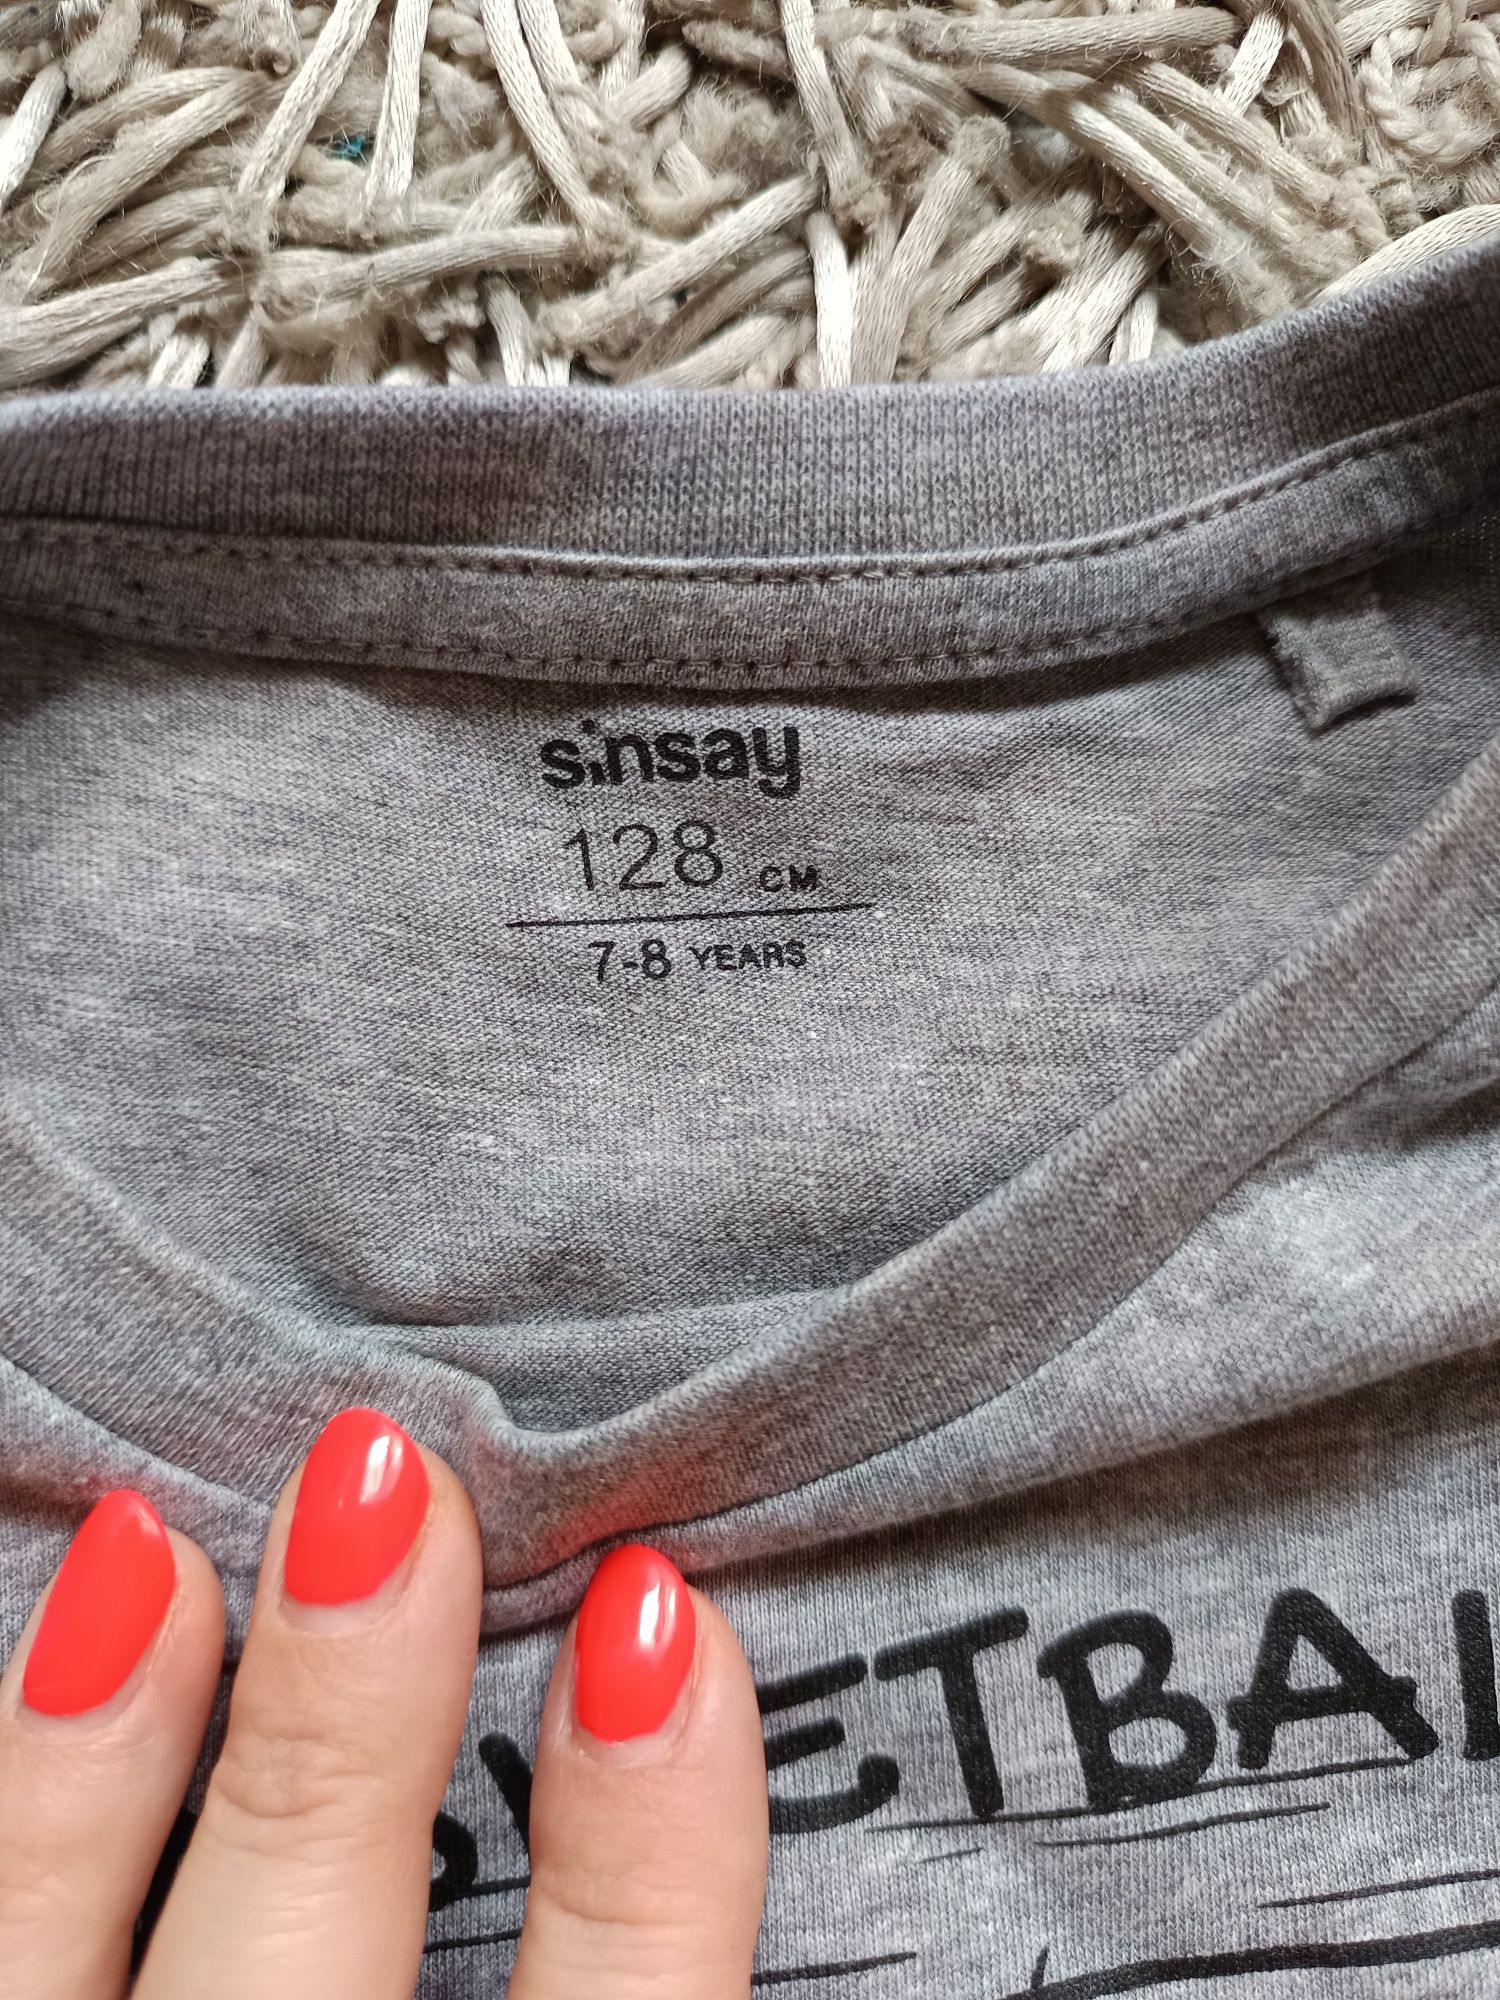 sinsay
128 CM
7-8 YEARS